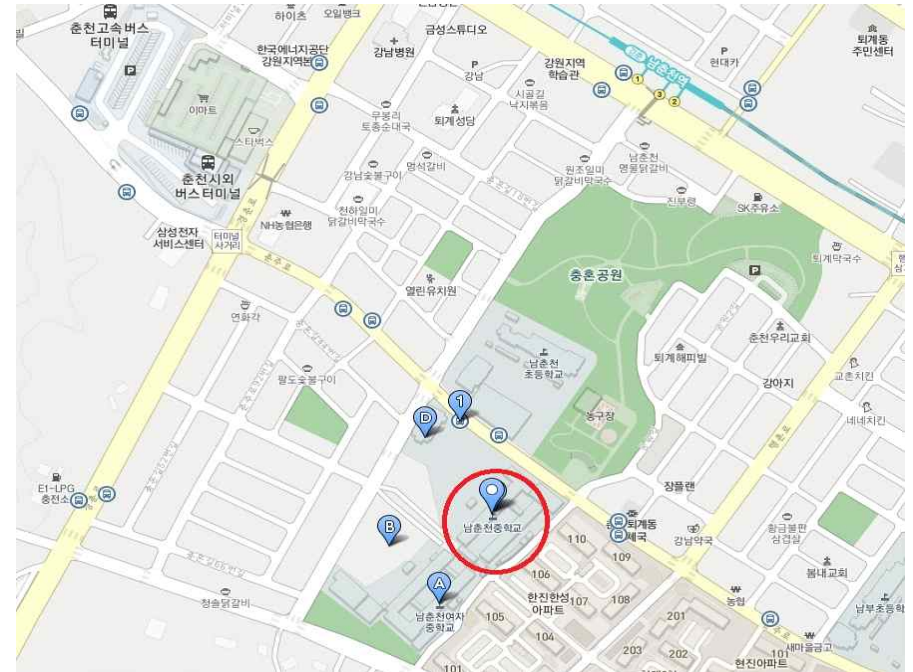 하이츠
오일뱅크
춘천고속버스
터미널
금성스튜디오
강남병원
한국에너지공단
강원지역본
P
강남
강원지역
학습관
남춘천역
1
3
2
P
현대카
퇴계동
주민센터
P
이마트
스타벅스
무봉리
토종순대국
퇴계성당
시골길
낙지볶음
춘천시외
버스터미널
강남숯불구이
멍석갈비
원조일미
닭갈비막국수
남춘천
명물닭갈비
진부령
SK주유소
경춘로
NH농협은행
천하일미
닭갈비막국수
삼성전자
서비스센터
터미널
사거리
춘주로
퇴계막국수
열린유치원
충혼공원
P
연화각
춘천우리교회
팔도숯불구이
남춘천
초등학교
퇴계해피빌
강아지
교촌치킨
네네치킨
농구장
D
1
E1-LPG
충전소
장플랜
남춘천중학교
B
퇴계동
체국
강남약국
황금불판
삼겹살
110
109
봄내교회
청솔닭갈비
A
남춘천여자
중학교
106
105
한진한성
아파트
107
108
104
201
농협
남부초등학
203
202
101
새마을금고
현진아파트
101